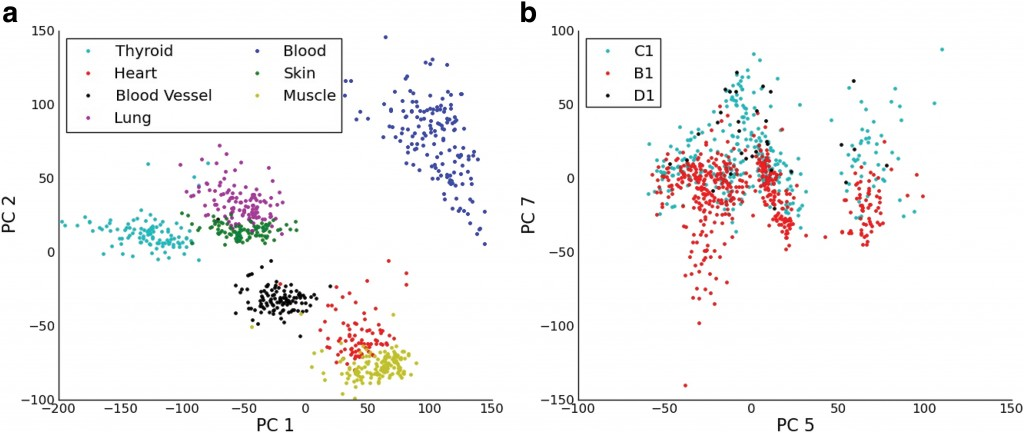 a
150
100
50
0
−50
−100
−200 −150 −100 −50 0 50 100 150
PC 2
PC 1
Thyroid Blood
Heart Skin
Blood Vessel Muscle
Lung
b
100
50
0
−50
−100
−150
−100 −50 0 50 100 150
PC 7
PC 5
C1
B1
D1